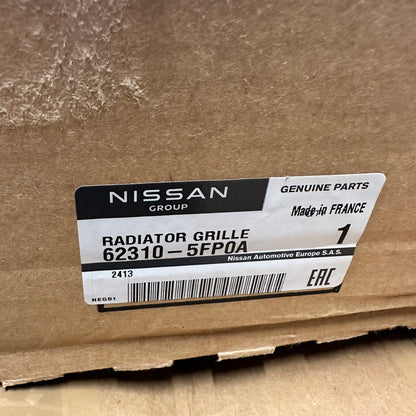 NISSAN
GROUP
GENUINE PARTS
Made in FRANCE
RADIATOR GRILLE
1
62310-5FP0A
Nissan Automotive Europe S.A.S.
2413
EAC
NEGB1